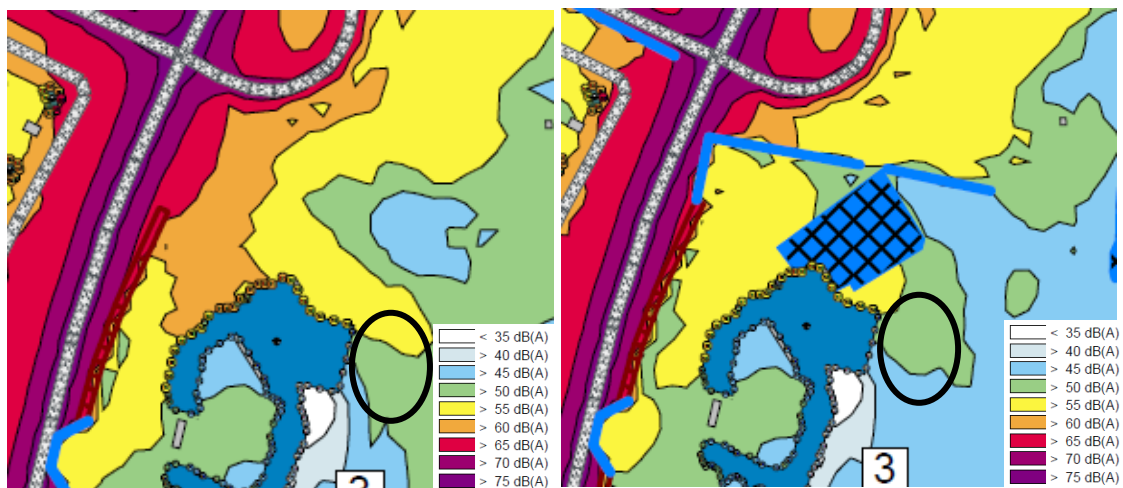 < 35 dB(A)
> 40 dB(A)
> 45 dB(A)
> 50 dB(A)
> 55 dB(A)
> 60 dB(A)
> 65 dB(A)
> 70 dB(A)
> 75 dB(A)
3
< 35 dB(A)
> 40 dB(A)
> 45 dB(A)
> 50 dB(A)
> 55 dB(A)
> 60 dB(A)
> 65 dB(A)
> 70 dB(A)
> 75 dB(A)